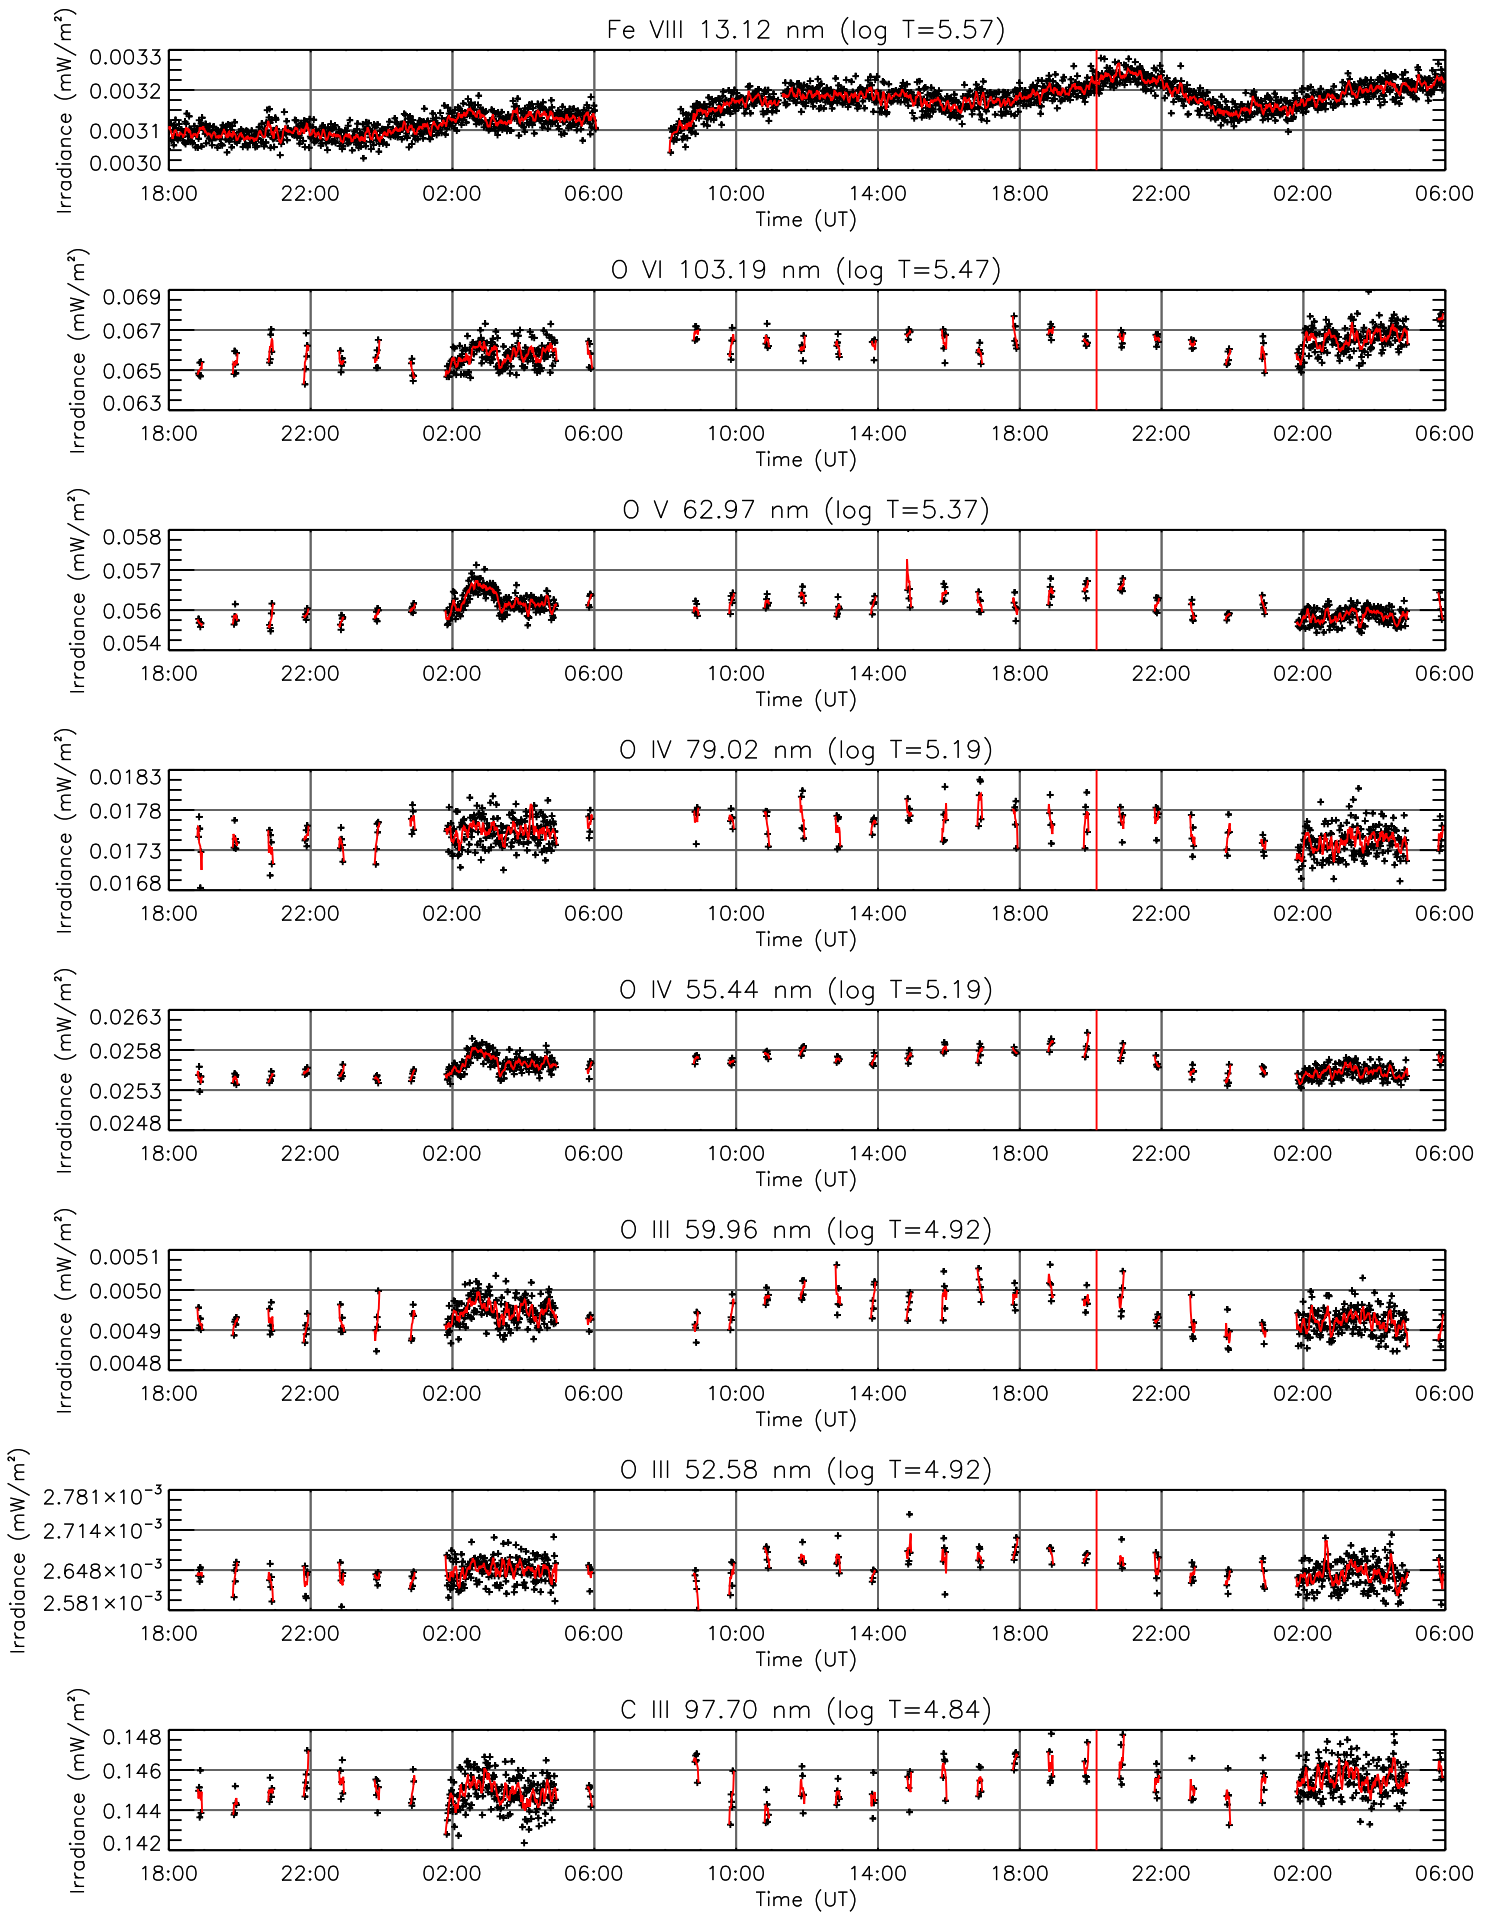 Fe VIII 13.12 nm (log T=5.57)
Irradiance (mW/m²)
0.0033
0.0032
0.0031
0.0030
18:00 22:00 02:00 06:00 10:00 14:00 18:00 22:00 02:00 06:00
Time (UT)
O VI 103.19 nm (log T=5.47)
Irradiance (mW/m²)
0.069
0.067
0.065
0.063
18:00 22:00 02:00 06:00 10:00 14:00 18:00 22:00 02:00 06:00
Time (UT)
O V 62.97 nm (log T=5.37)
Irradiance (mW/m²)
0.058
0.057
0.056
0.054
18:00 22:00 02:00 06:00 10:00 14:00 18:00 22:00 02:00 06:00
Time (UT)
O IV 79.02 nm (log T=5.19)
Irradiance (mW/m²)
0.0183
0.0178
0.0173
0.0168
18:00 22:00 02:00 06:00 10:00 14:00 18:00 22:00 02:00 06:00
Time (UT)
O IV 55.44 nm (log T=5.19)
Irradiance (mW/m²)
0.0263
0.0258
0.0253
0.0248
18:00 22:00 02:00 06:00 10:00 14:00 18:00 22:00 02:00 06:00
Time (UT)
O III 59.96 nm (log T=4.92)
Irradiance (mW/m²)
0.0051
0.0050
0.0049
0.0048
18:00 22:00 02:00 06:00 10:00 14:00 18:00 22:00 02:00 06:00
Time (UT)
O III 52.58 nm (log T=4.92)
Irradiance (mW/m²)
2.781×10⁻³
2.714×10⁻³
2.648×10⁻³
2.581×10⁻³
18:00 22:00 02:00 06:00 10:00 14:00 18:00 22:00 02:00 06:00
Time (UT)
C III 97.70 nm (log T=4.84)
Irradiance (mW/m²)
0.148
0.146
0.144
0.142
18:00 22:00 02:00 06:00 10:00 14:00 18:00 22:00 02:00 06:00
Time (UT)